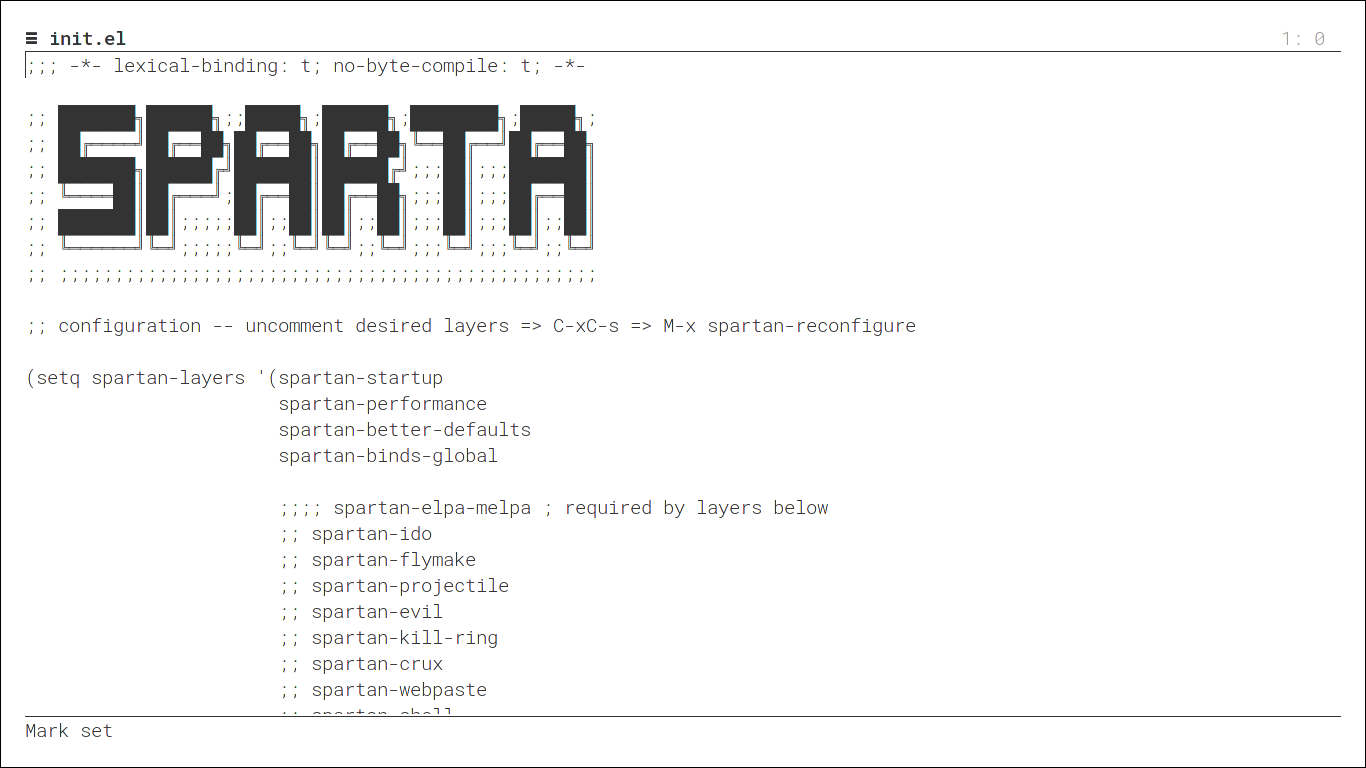 ≡ init.el 1: 0
;;; -*- lexical-binding: t; no-byte-compile: t; -*-
SPARTA
;; ;;;;;;;;;;;;;;;;;;;;;;;;;;;;;;;;;;;;;;;;;;;;;;;;;
;; configuration -- uncomment desired layers => C-xC-s => M-x spartan-reconfigure
(setq spartan-layers '(spartan-startup
spartan-performance
spartan-better-defaults
spartan-binds-global
;;;; spartan-elpa-melpa ; required by layers below
;; spartan-ido
;; spartan-flymake
;; spartan-projectile
;; spartan-evil
;; spartan-kill-ring
;; spartan-crux
;; spartan-webpaste
Mark set